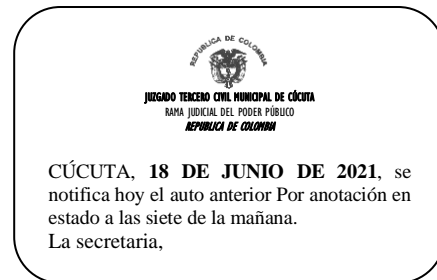 REPUBLICA DE COLOMBIA
JUZGADO TERCERO CIVIL MUNICIPAL DE CÚCUTA
RAMA JUDICIAL DEL PODER PÚBLICO
REPUBLICA DE COLOMBIA
CÚCUTA, 18 DE JUNIO DE 2021, se
notifica hoy el auto anterior Por anotación en
estado a las siete de la mañana.
La secretaria,